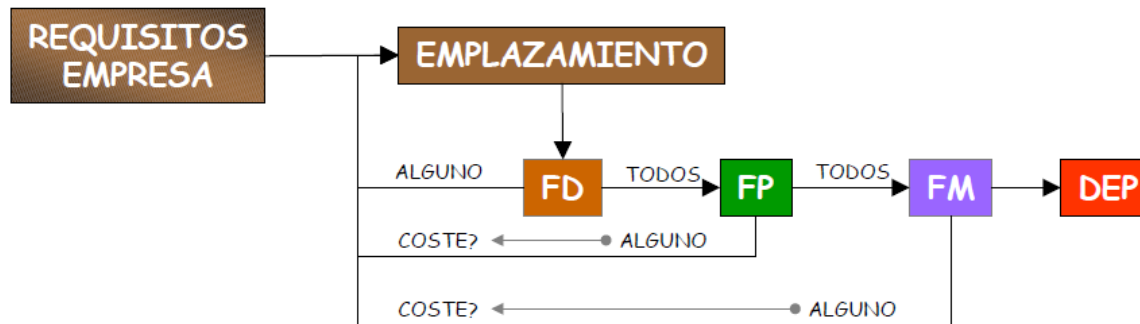 REQUISITOS
EMPRESA
EMPLAZAMIENTO
ALGUNO
FD
TODOS
FP
TODOS
FM
DEP
COSTE?
ALGUNO
COSTE?
ALGUNO